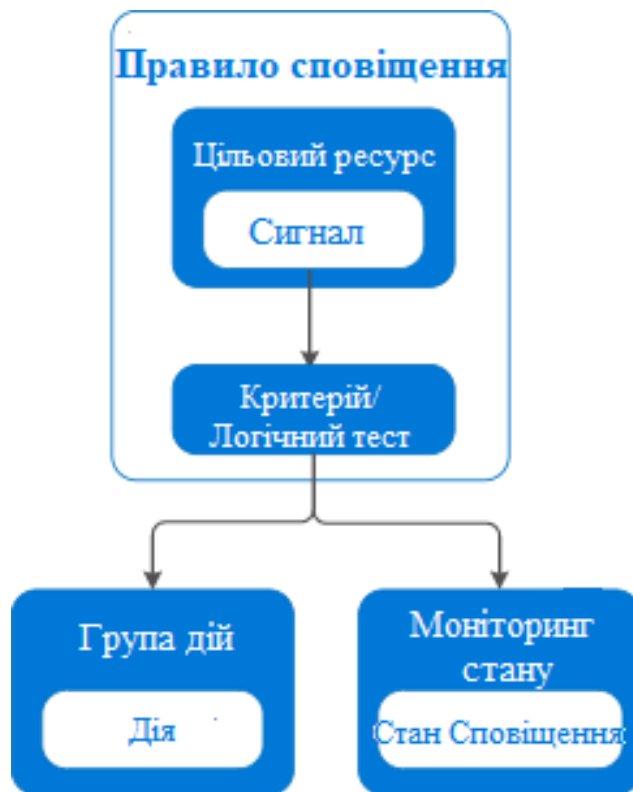 Правило сповіщення
Цільовий ресурс
Сигнал
Критерій/
Логічний тест
Група дій
Дія
Моніторинг
стану
Стан Сповіщення